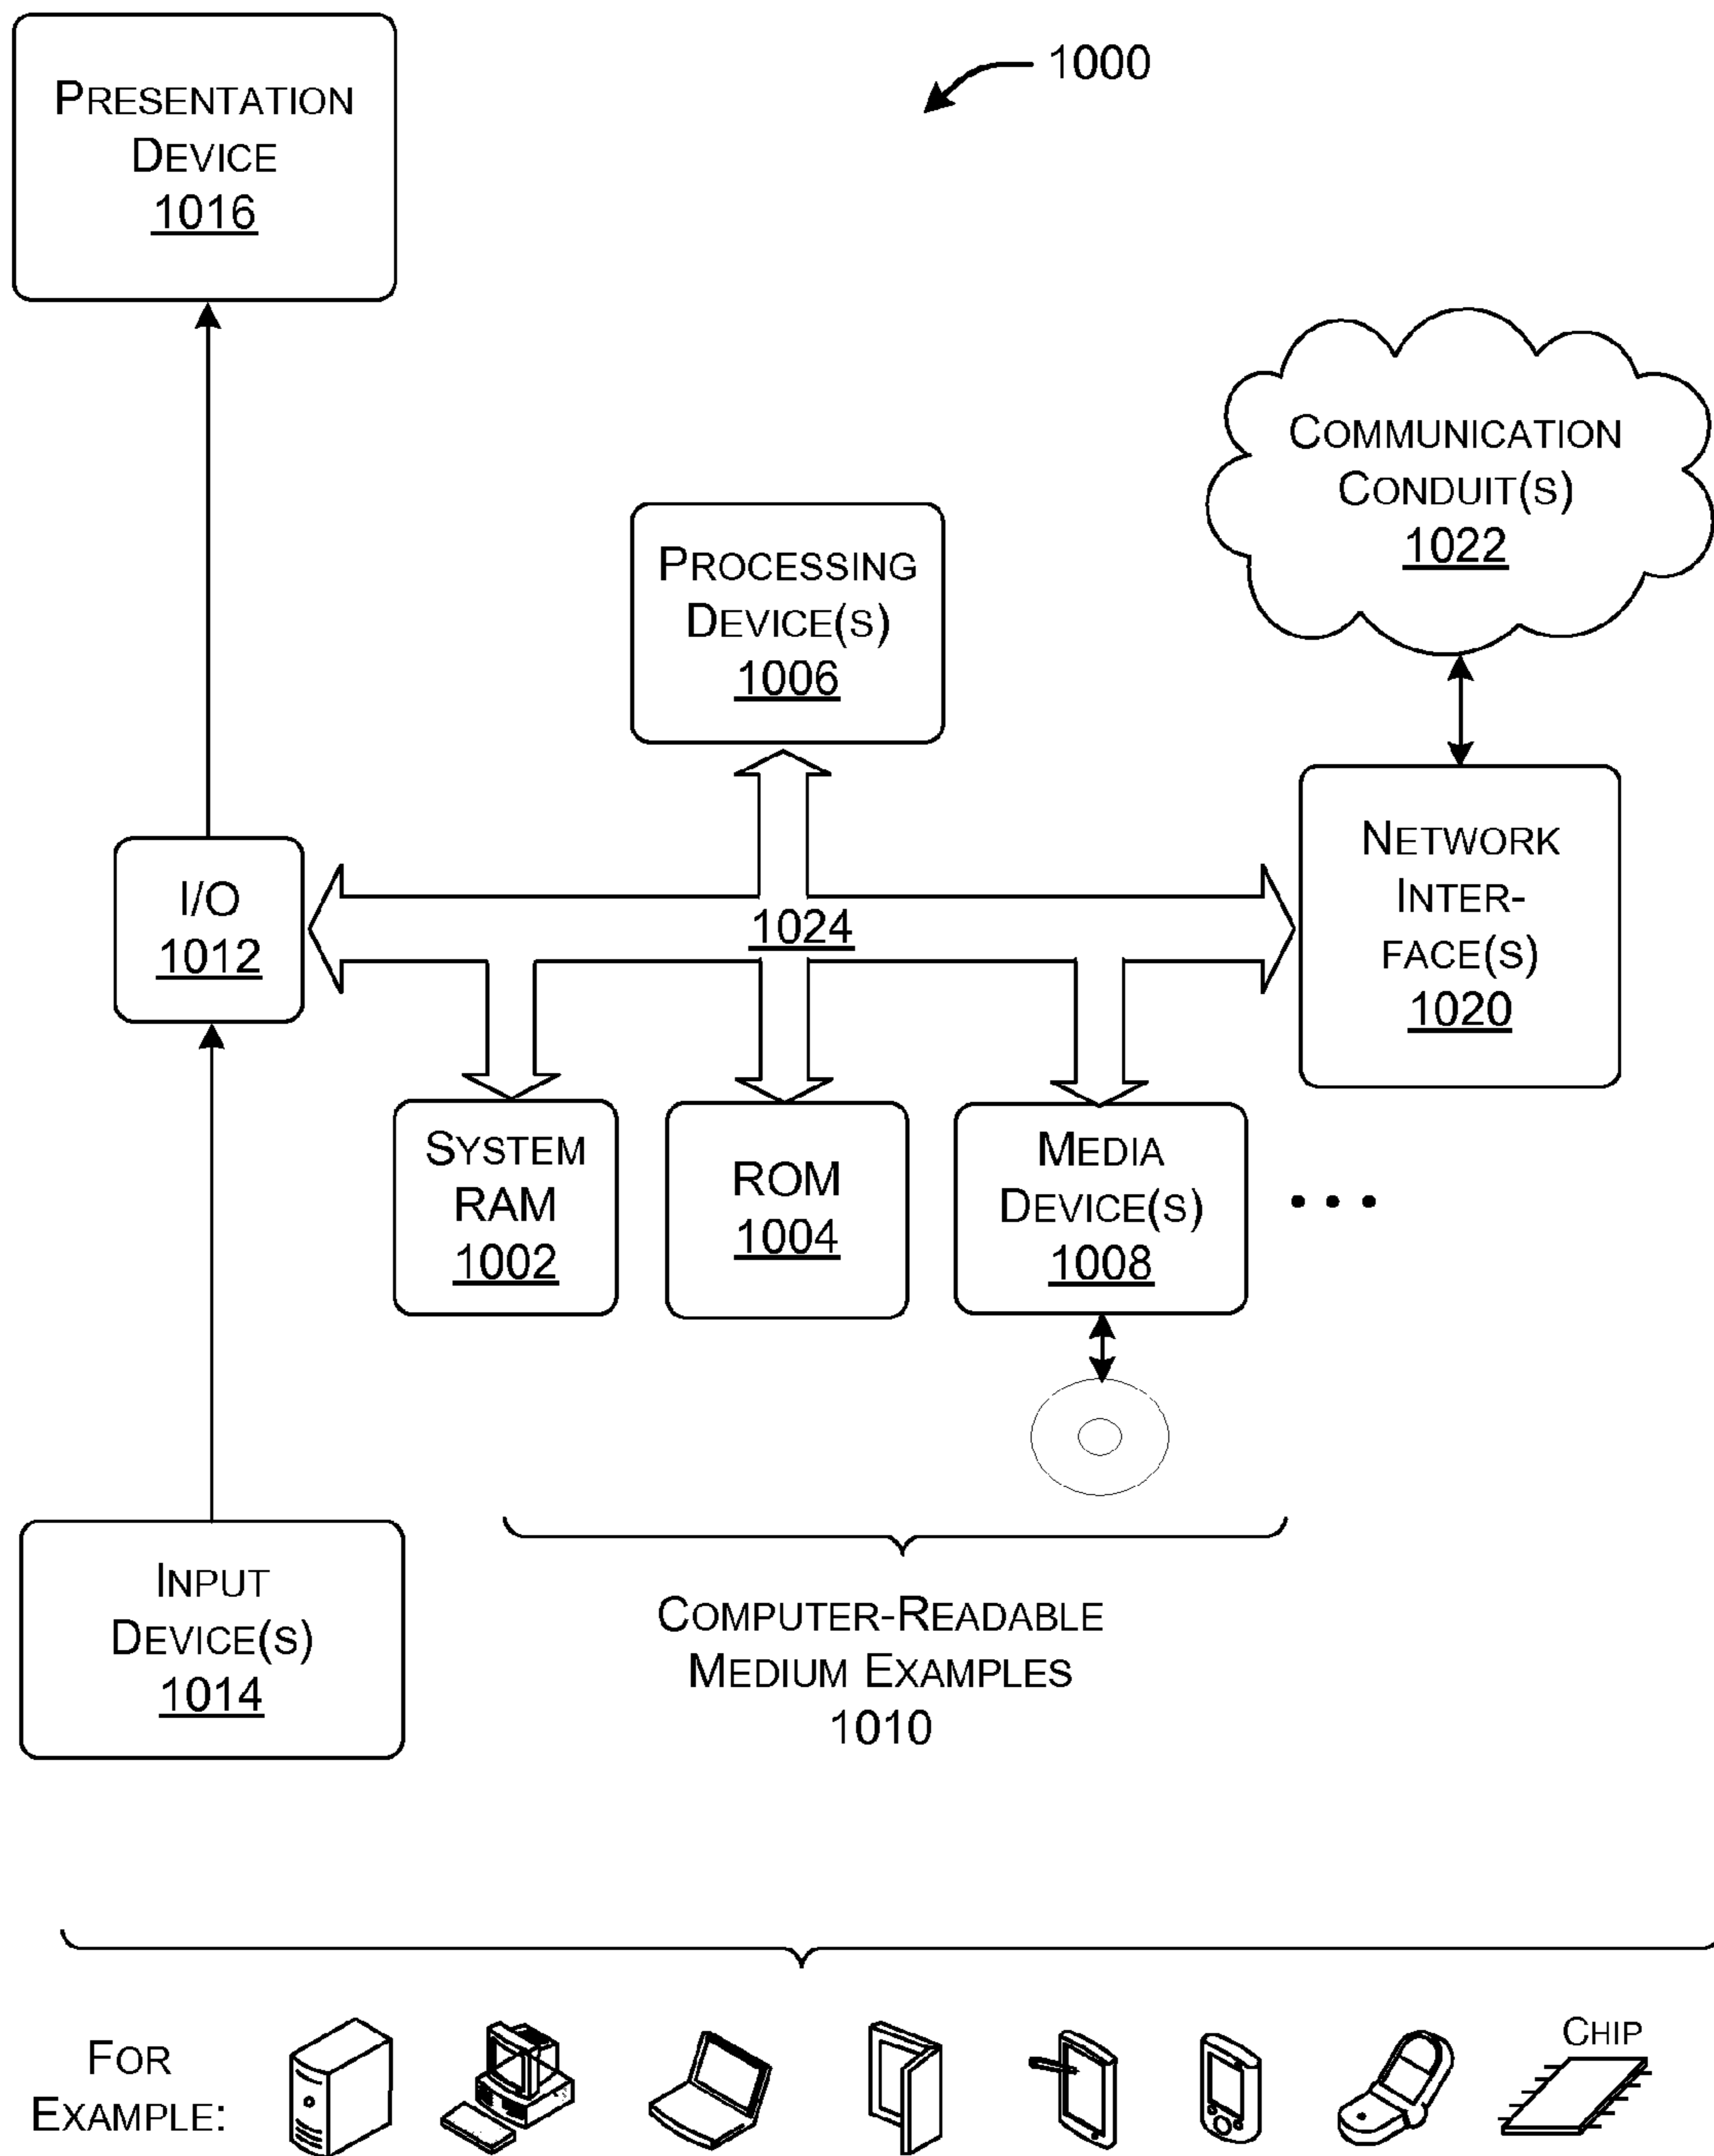 PRESENTATION
DEVICE
1016
1000
COMMUNICATION
CONDUIT(S)
1022
PROCESSING
DEVICE(S)
1006
I/O
1012
1024
NETWORK
INTER-
FACE(S)
1020
SYSTEM
RAM
1002
ROM
1004
MEDIA
DEVICE(S)
1008
• • •
INPUT
DEVICE(S)
1014
COMPUTER-READABLE
MEDIUM EXAMPLES
1010
FOR
EXAMPLE:
CHIP